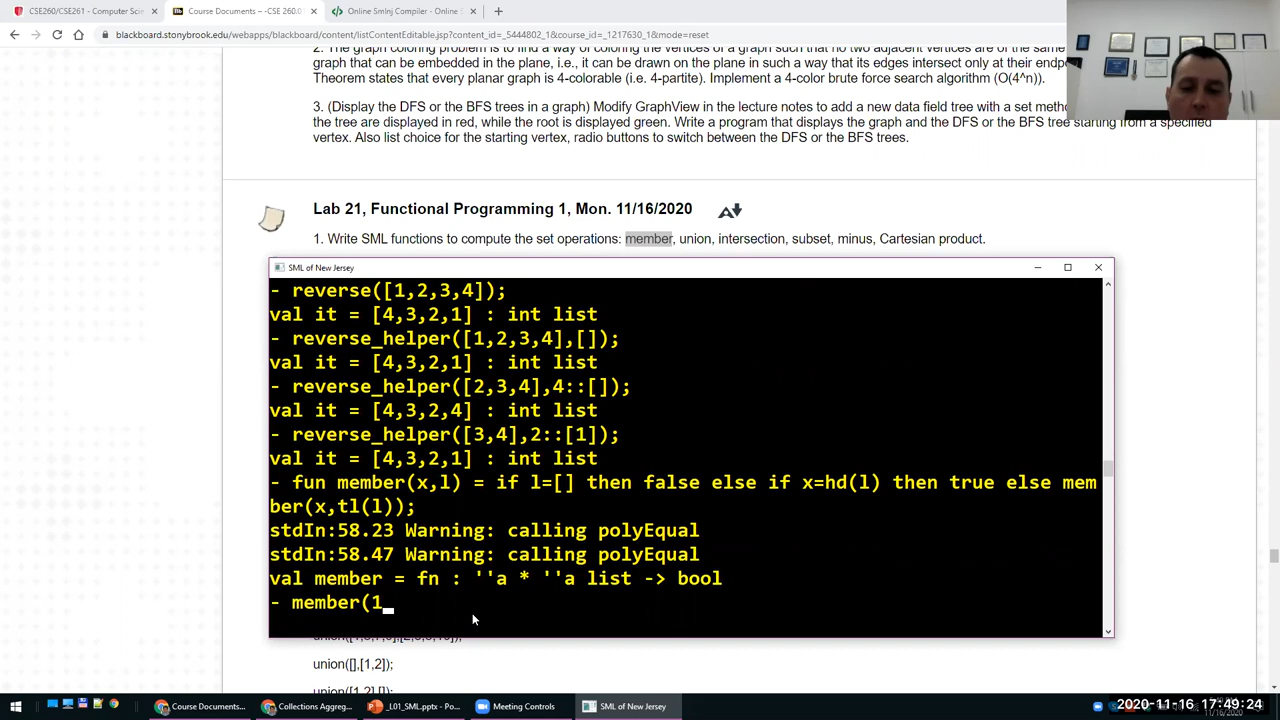 CSE260/CSE261 - Computer Scie
Course Documents – -CSE 260.0
Online Smlnj Compiler - Online S
blackboard.stonybrook.edu/webapps/blackboard/content/listContentEditable.jsp?content_id=_5444802_1&course_id=_1217630_1&mode=reset
2. The graph coloring problem is to find a way of coloring the vertices of a graph such that no two adjacent vertices are of the same
graph that can be embedded in the plane, i.e., it can be drawn on the plane in such a way that its edges intersect only at their endp
Theorem states that every planar graph is 4-colorable (i.e. 4-partite). Implement a 4-color brute force search algorithm (O(4^n)).
3. (Display the DFS or the BFS trees in a graph) Modify GraphView in the lecture notes to add a new data field tree with a set meth
the tree are displayed in red, while the root is displayed green. Write a program that displays the graph and the DFS or the BFS tree starting from a specified
vertex. Also list choice for the starting vertex, radio buttons to switch between the DFS or the BFS trees.
Lab 21, Functional Programming 1, Mon. 11/16/2020
1. Write SML functions to compute the set operations: member, union, intersection, subset, minus, Cartesian product.
SML of New Jersey
- reverse([1,2,3,4]);
val it = [4,3,2,1] : int list
- reverse_helper([1,2,3,4],[]);
val it = [4,3,2,1] : int list
- reverse_helper([2,3,4],4::[]);
val it = [4,3,2,4] : int list
- reverse_helper([3,4],2::[1]);
val it = [4,3,2,1] : int list
- fun member(x,l) = if l=[] then false else if x=hd(l) then true else mem
ber(x,tl(l));
stdIn:58.23 Warning: calling polyEqual
stdIn:58.47 Warning: calling polyEqual
val member = fn : ''a * ''a list -> bool
- member(1_
union([],[1,2]);
union([1,2],[]);
Course Documents...
Collections Aggreg...
_L01_SML.pptx - Po...
Meeting Controls
SML of New Jersey
2020-11-16 17:49:24
11/16/2020